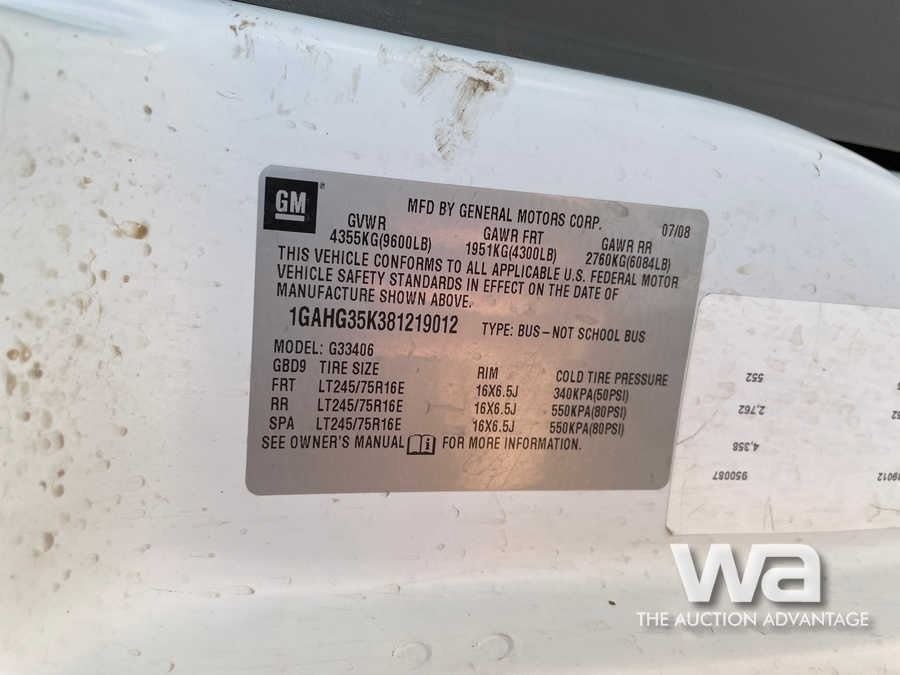 GM
MFD BY GENERAL MOTORS CORP. 07/08
GVWR GAWR FRT GAWR RR
4355KG(9600LB) 1951KG(4300LB) 2760KG(6084LB)
THIS VEHICLE CONFORMS TO ALL APPLICABLE U.S. FEDERAL MOTOR
VEHICLE SAFETY STANDARDS IN EFFECT ON THE DATE OF
MANUFACTURE SHOWN ABOVE.
1GAHG35K381219012 TYPE: BUS-NOT SCHOOL BUS
MODEL: G33406
GBD9 TIRE SIZE RIM COLD TIRE PRESSURE
FRT LT245/75R16E 16X6.5J 340KPA(50PSI)
RR LT245/75R16E 16X6.5J 550KPA(80PSI)
SPA LT245/75R16E 16X6.5J 550KPA(80PSI)
SEE OWNER'S MANUAL FOR MORE INFORMATION.
552
2,762
4,358
950087
wa
THE AUCTION ADVANTAGE